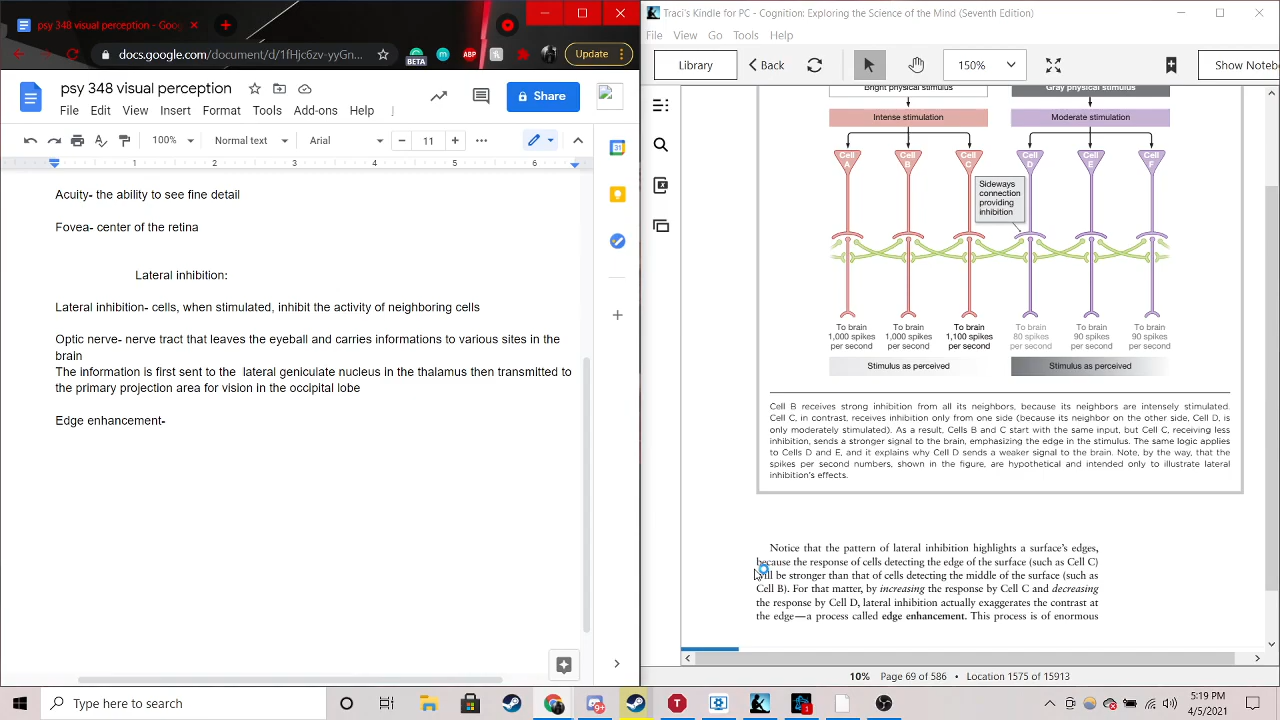 psy 348 visual perception - Goog
docs.google.com/document/d/1fHjc6zv-yyGn...
BETA
ABP
Update
psy 348 visual perception
File Edit View Insert Format Tools Add-ons Help
Share
100% Normal text Arial 11
1 2 3 4 5 6
31
Acuity- the ability to see fine detail
Fovea- center of the retina
Lateral inhibition:
Lateral inhibition- cells, when stimulated, inhibit the activity of neighboring cells
Optic nerve- nerve tract that leaves the eyeball and carries informations to various sites in the
brain
The information is first sent to the lateral geniculate nucleus in the thalamus then transmitted to
the primary projection area for vision in the occipital lobe
Edge enhancement-
Traci's Kindle for PC - Cognition: Exploring the Science of the Mind (Seventh Edition)
File View Go Tools Help
Library Back 150% Show Noteb
Bright physical stimulus Gray physical stimulus
Intense stimulation Moderate stimulation
Cell A Cell B Cell C Cell D Cell E Cell F
Sideways
connection
providing
inhibition
To brain To brain To brain To brain To brain To brain
1,000 spikes 1,000 spikes 1,100 spikes 80 spikes 90 spikes 90 spikes
per second per second per second per second per second per second
Stimulus as perceived Stimulus as perceived
Cell B receives strong inhibition from all its neighbors, because its neighbors are intensely stimulated.
Cell C, in contrast, receives inhibition only from one side (because its neighbor on the other side, Cell D, is
only moderately stimulated). As a result, Cells B and C start with the same input, but Cell C, receiving less
inhibition, sends a stronger signal to the brain, emphasizing the edge in the stimulus. The same logic applies
to Cells D and E, and it explains why Cell D sends a weaker signal to the brain. Note, by the way, that the
spikes per second numbers, shown in the figure, are hypothetical and intended only to illustrate lateral
inhibition's effects.
Notice that the pattern of lateral inhibition highlights a surface's edges,
because the response of cells detecting the edge of the surface (such as Cell C)
will be stronger than that of cells detecting the middle of the surface (such as
Cell B). For that matter, by increasing the response by Cell C and decreasing
the response by Cell D, lateral inhibition actually exaggerates the contrast at
the edge—a process called edge enhancement. This process is of enormous
10% Page 69 of 586 Location 1575 of 15913
Type here to search
5:19 PM
4/5/2021